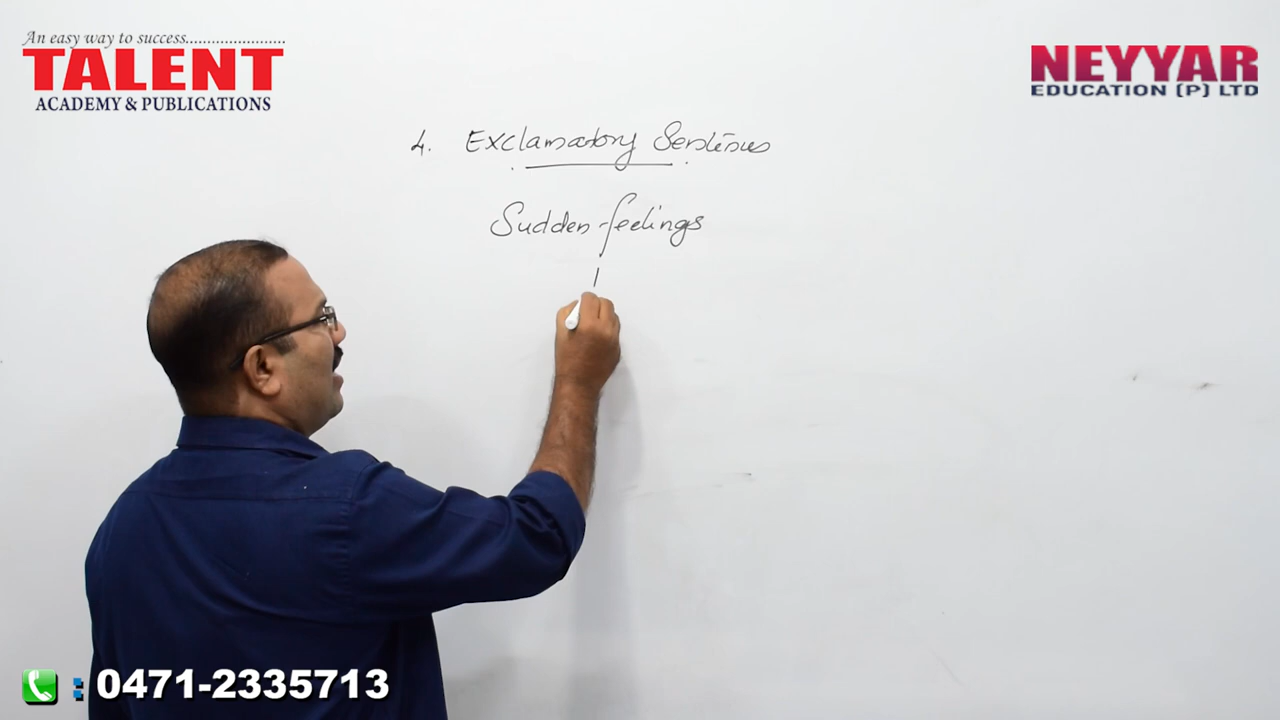 An easy way to success.......................
TALENT
ACADEMY & PUBLICATIONS
NEYYAR
EDUCATION (P) LTD
4. Exclamatory Sentences
Sudden feelings
: 0471-2335713